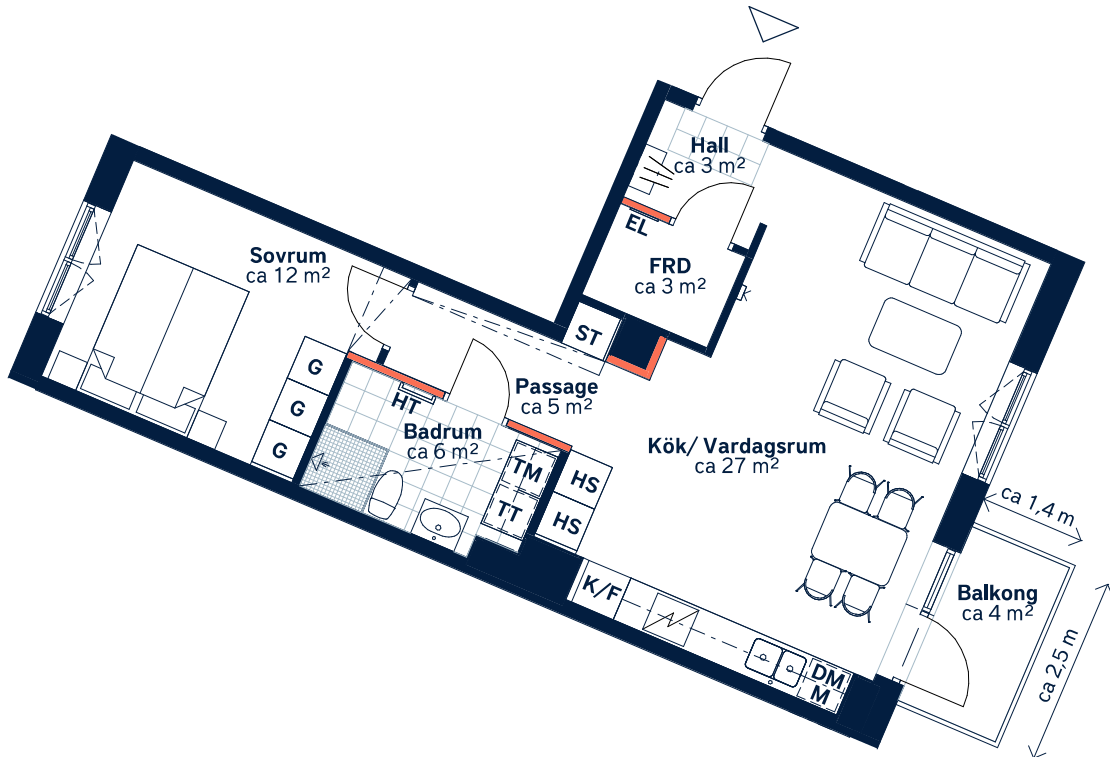 Hall
ca 3 m²
EL
FRD
ca 3 m²
K
Sovrum
ca 12 m²
ST
G
G
G
HT
Passage
ca 5 m²
Badrum
ca 6 m²
TM
TT
HS
HS
Kök/ Vardagsrum
ca 27 m²
K/F
DM
M
ca 1,4 m
Balkong
ca 4 m²
ca 2,5 m